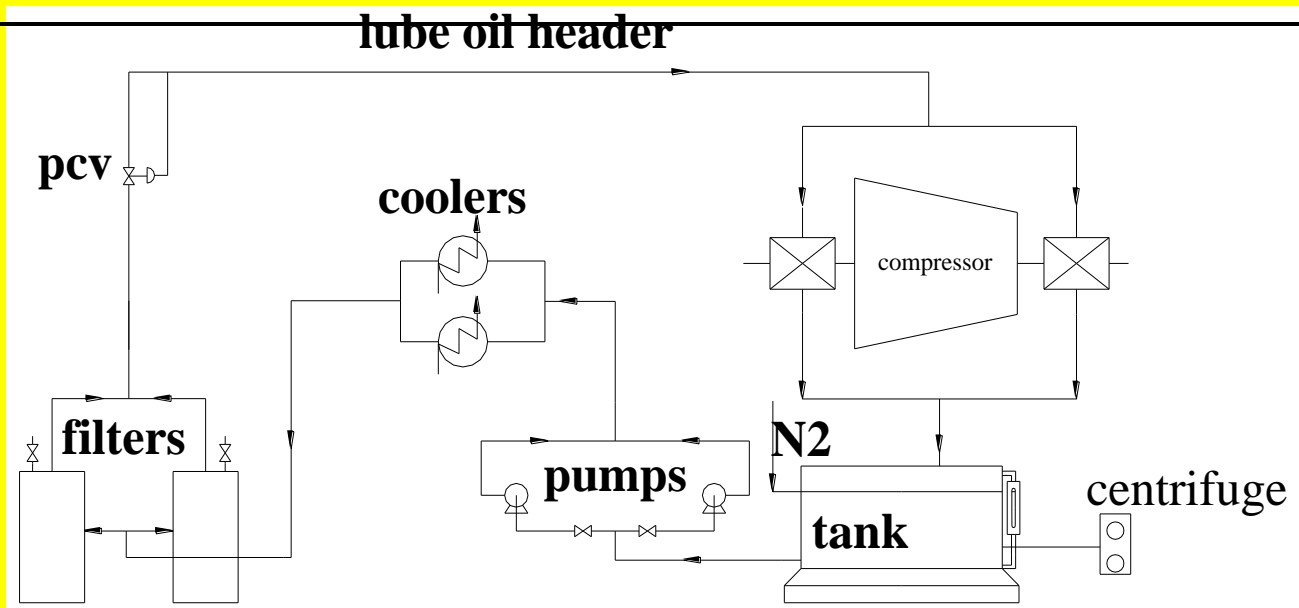 lube oil header
pcv
coolers
compressor
filters
N2
pumps
centrifuge
tank